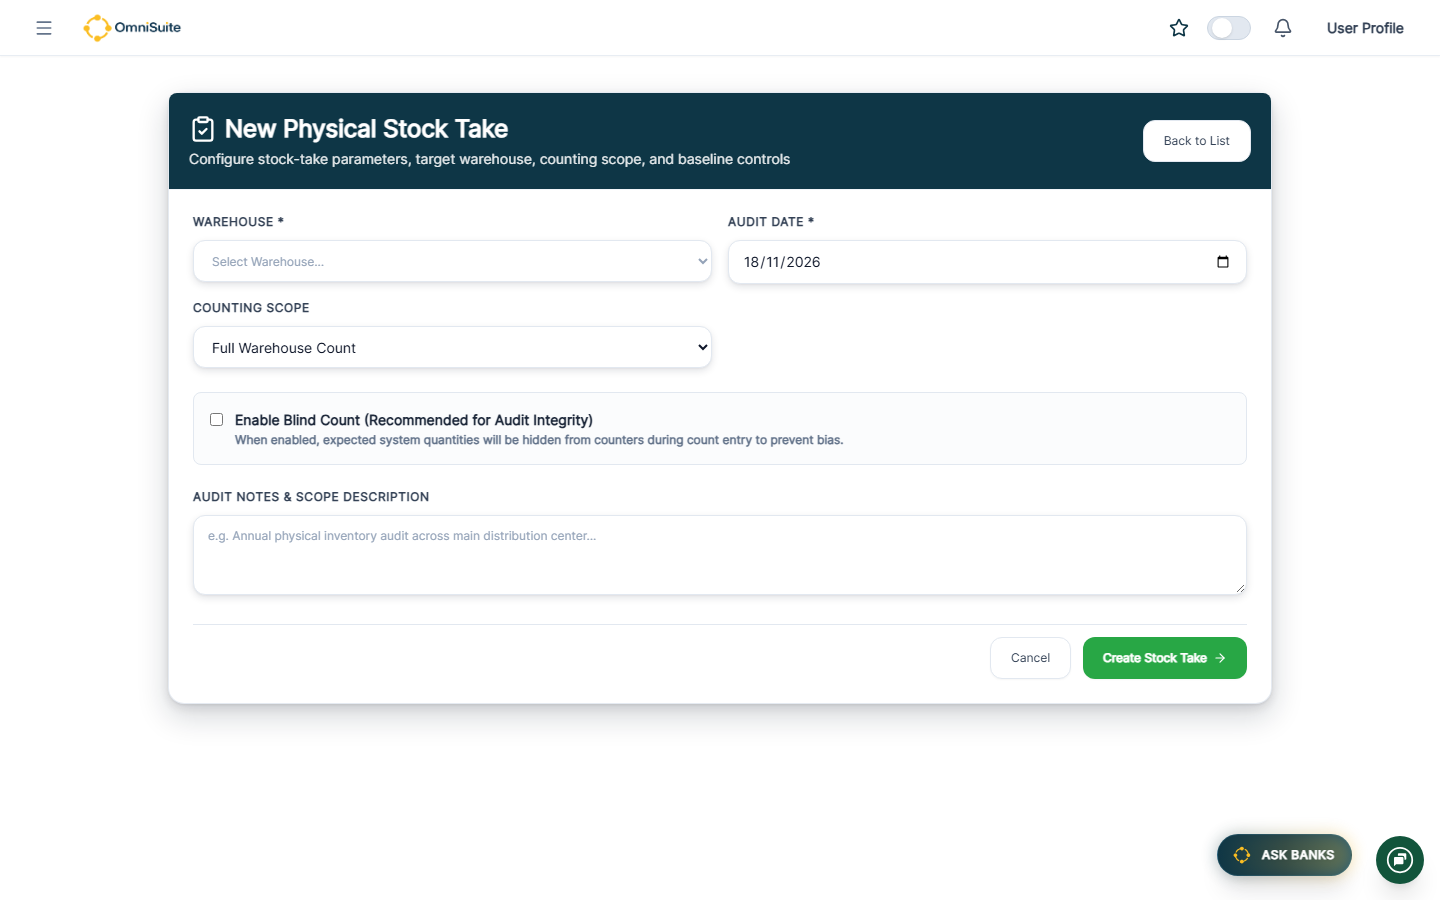 OmniSuite
User Profile
New Physical Stock Take
Configure stock-take parameters, target warehouse, counting scope, and baseline controls
Back to List
WAREHOUSE *
AUDIT DATE *
Select Warehouse...
18/11/2026
COUNTING SCOPE
Full Warehouse Count
Enable Blind Count (Recommended for Audit Integrity)
When enabled, expected system quantities will be hidden from counters during count entry to prevent bias.
AUDIT NOTES & SCOPE DESCRIPTION
e.g. Annual physical inventory audit across main distribution center...
Cancel
Create Stock Take →
ASK BANKS